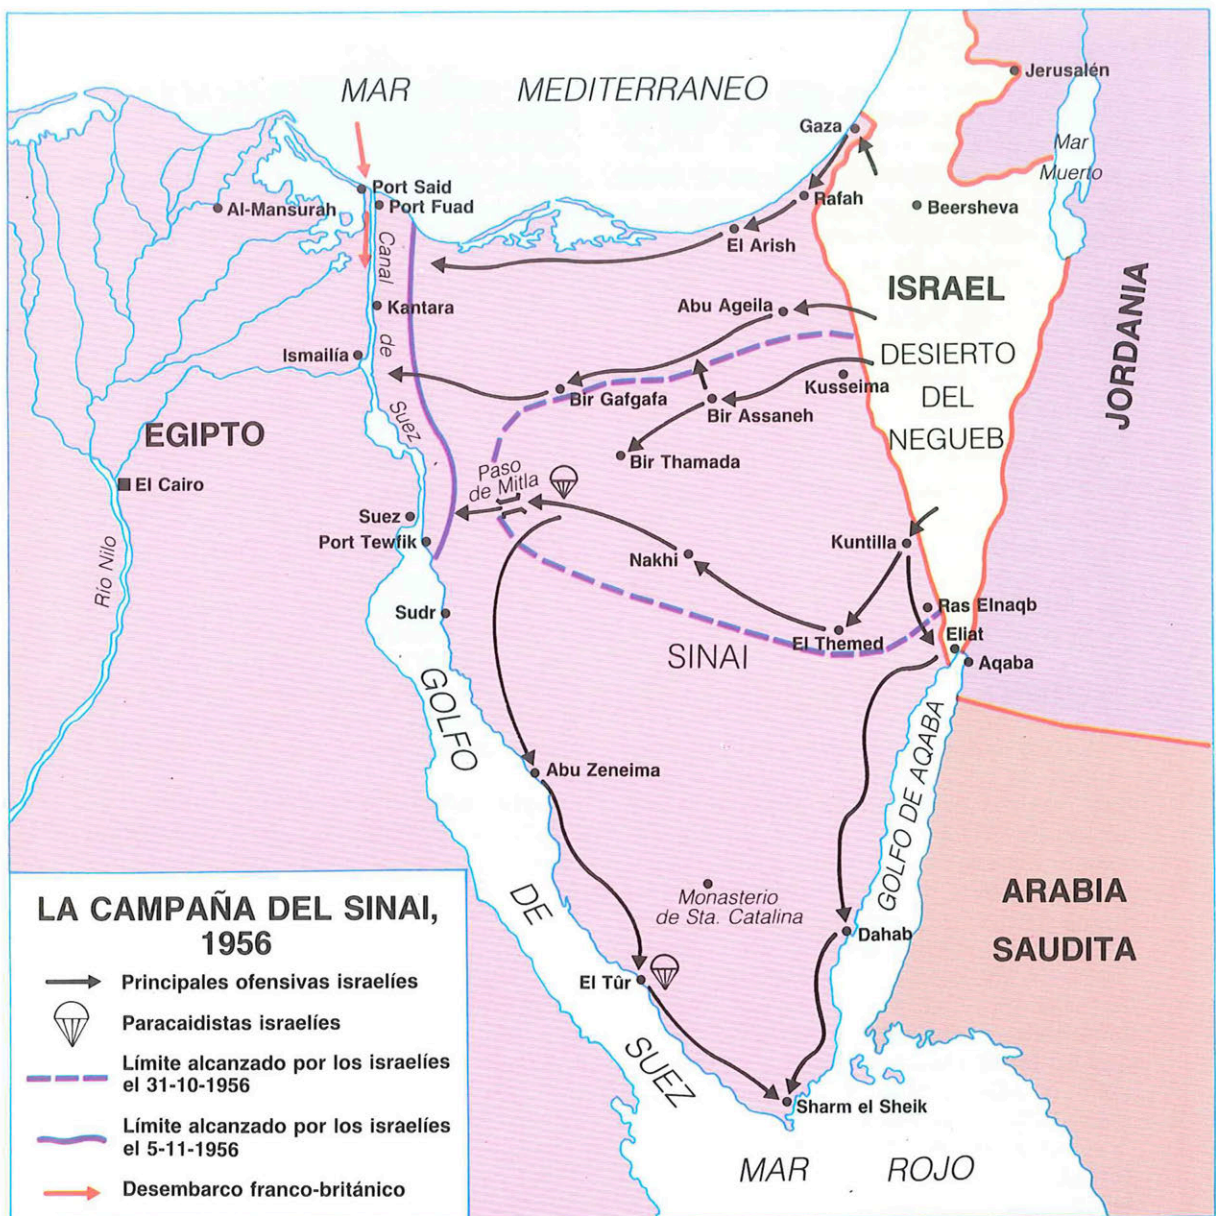 MAR MEDITERRANEO
Jerusalén
Gaza
Mar
Muerto
Port Said
Port Fuad
Al-Mansurah
Rafah
Beersheva
El Arish
Canal de Suez
ISRAEL
Kantara
Abu Ageila
JORDANIA
Ismailía
DESIERTO
DEL
NEGUEB
Kusseima
Bir Gafgafa
Bir Assaneh
EGIPTO
Bir Thamada
Paso
de Mitla
El Cairo
Suez
Port Tewfik
Kuntilla
Nakhi
Río Nilo
Ras Elnaqb
Sudr
El Themed
Eliat
SINAI
Aqaba
GOLFO DE SUEZ
GOLFO DE AQABA
Abu Zeneima
Monasterio
de Sta. Catalina
ARABIA
SAUDITA
Dahab
El Tûr
Sharm el Sheik
MAR ROJO
LA CAMPAÑA DEL SINAI,
1956
Principales ofensivas israelíes
Paracaidistas israelíes
Límite alcanzado por los israelíes
el 31-10-1956
Límite alcanzado por los israelíes
el 5-11-1956
Desembarco franco-británico